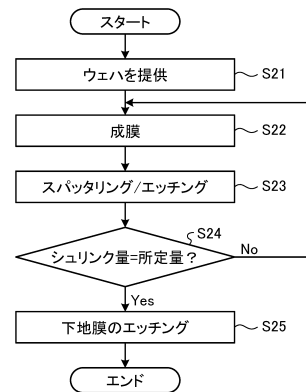 スタート
ウェハを提供 S21
成膜 S22
スパッタリング/エッチング S23
S24
シュリンク量=所定量? No
Yes
下地膜のエッチング S25
エンド